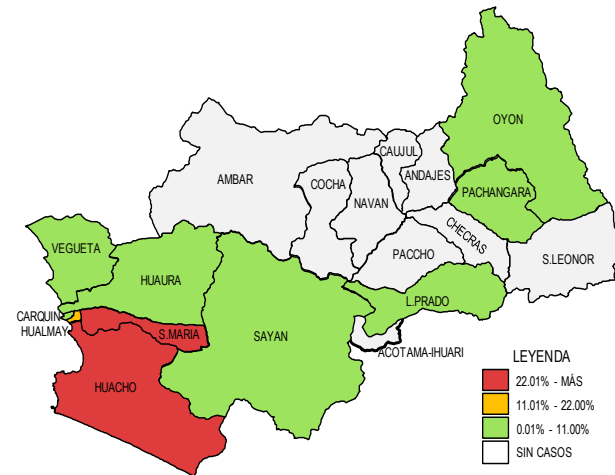 OYON
CAUJUL
AMBAR
COCHA
ANDAJES
NAVAN
PACHANGARA
CHECRAS
VEGUETA
PACCHO
S.LEONOR
HUAURA
L.PRADO
CARQUIN
HUALMAY
S.MARIA
SAYAN
ACOTAMA-IHUARI
HUACHO
LEYENDA
22.01% - MÁS
11.01% - 22.00%
0.01% - 11.00%
SIN CASOS